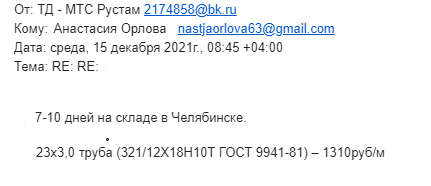 От: ТД - МТС Рустам 2174858@bk.ru
Кому: Анастасия Орлова nastjaorlova63@gmail.com
Дата: среда, 15 декабря 2021г., 08:45 +04:00
Тема: RE: RE:
7-10 дней на складе в Челябинске.
23х3,0 труба (321/12Х18Н10Т ГОСТ 9941-81) – 1310руб/м